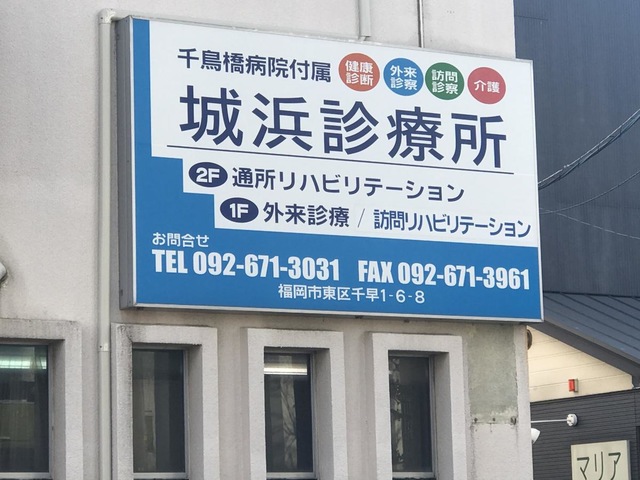 千鳥橋病院付属
健康
診断
外来
診察
訪問
診察
介護
城浜診療所
2F 通所リハビリテーション
1F 外来診療 / 訪問リハビリテーション
お問合せ
TEL 092-671-3031 FAX 092-671-3961
福岡市東区千早1-6-8
マリア